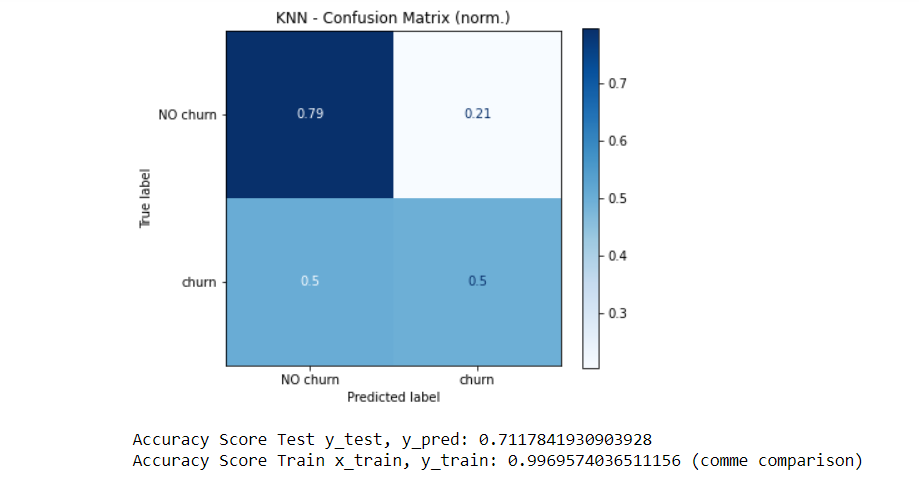 KNN - Confusion Matrix (norm.)
NO churn
0.79
0.21
0.7
0.6
True label
0.5
0.4
churn
0.5
0.5
0.3
NO churn
churn
Predicted label
Accuracy Score Test y_test, y_pred: 0.7117841930903928
Accuracy Score Train x_train, y_train: 0.9969574036511156 (comme comparison)